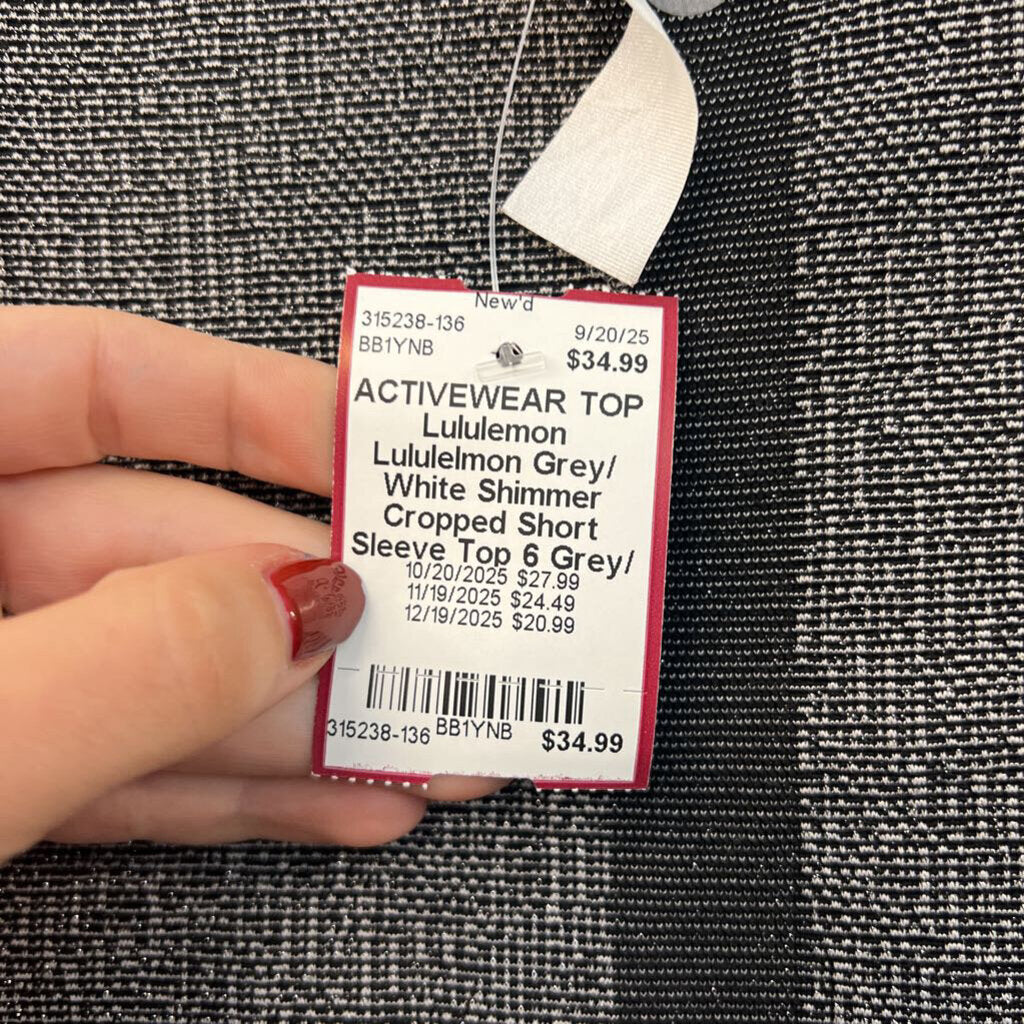 New'd
315238-136 9/20/25
BB1YNB $34.99
ACTIVEWEAR TOP
Lululemon
Lululelmon Grey/
White Shimmer
Cropped Short
Sleeve Top 6 Grey/
10/20/2025 $27.99
11/19/2025 $24.49
12/19/2025 $20.99
315238-136 BB1YNB $34.99